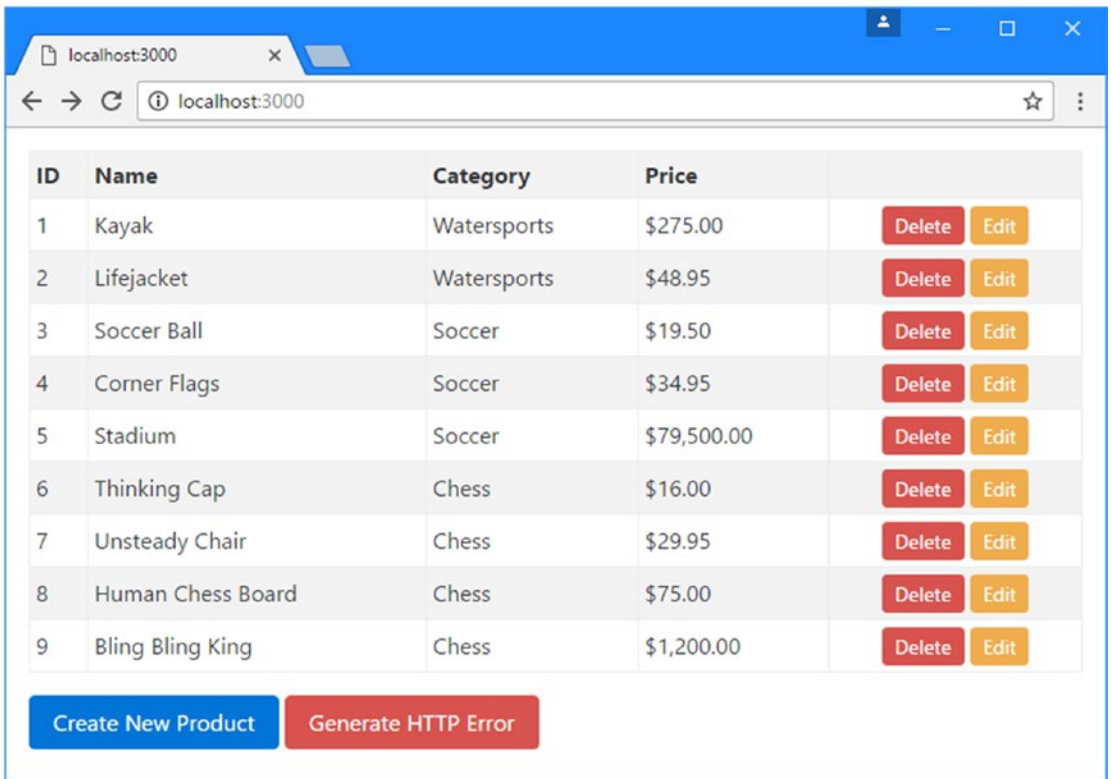 localhost:3000
localhost:3000
ID Name Category Price
1 Kayak Watersports $275.00 Delete Edit
2 Lifejacket Watersports $48.95 Delete Edit
3 Soccer Ball Soccer $19.50 Delete Edit
4 Corner Flags Soccer $34.95 Delete Edit
5 Stadium Soccer $79,500.00 Delete Edit
6 Thinking Cap Chess $16.00 Delete Edit
7 Unsteady Chair Chess $29.95 Delete Edit
8 Human Chess Board Chess $75.00 Delete Edit
9 Bling Bling King Chess $1,200.00 Delete Edit
Create New Product Generate HTTP Error